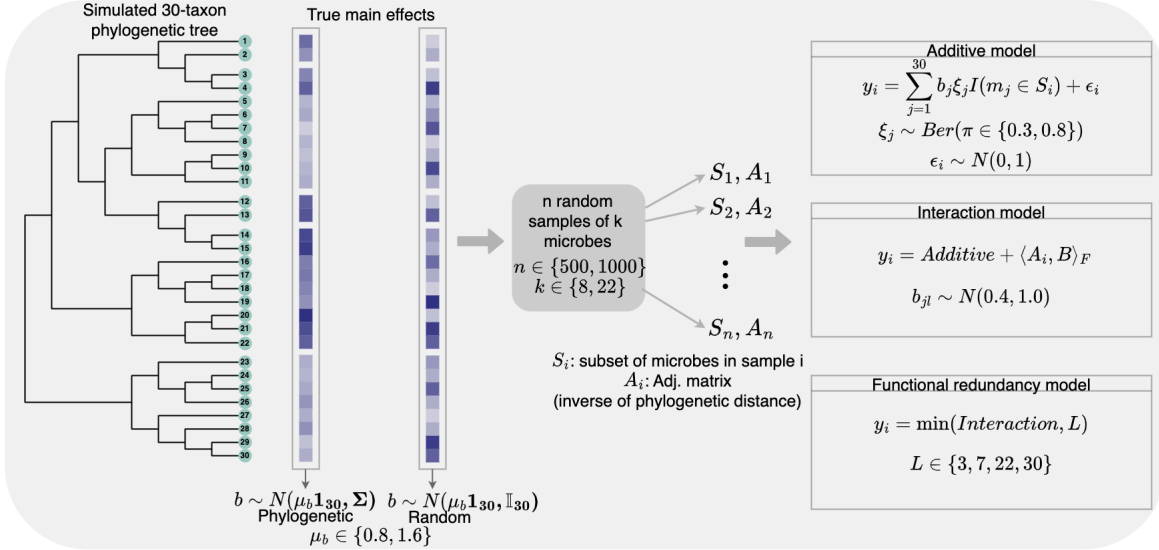 Simulated 30-taxon
phylogenetic tree
True main effects
1
2
3
4
5
6
7
8
9
10
11
12
13
14
15
16
17
18
19
20
21
22
23
24
25
26
27
28
29
30
b ∼ N(μ_b 1_30, Σ)
Phylogenetic
b ∼ N(μ_b 1_30, 𝕀_30)
Random
μ_b ∈ {0.8, 1.6}
n random
samples of k
microbes
n ∈ {500, 1000}
k ∈ {8, 22}
S_1, A_1
S_2, A_2
⋮
S_n, A_n
S_i: subset of microbes in sample i
A_i: Adj. matrix
(inverse of phylogenetic distance)
Additive model
y_i = ∑_{j=1}^{30} b_j ξ_j I(m_j ∈ S_i) + ϵ_i
ξ_j ∼ Ber(π ∈ {0.3, 0.8})
ϵ_i ∼ N(0, 1)
Interaction model
y_i = Additive + ⟨A_i, B⟩_F
b_{jl} ∼ N(0.4, 1.0)
Functional redundancy model
y_i = min(Interaction, L)
L ∈ {3, 7, 22, 30}